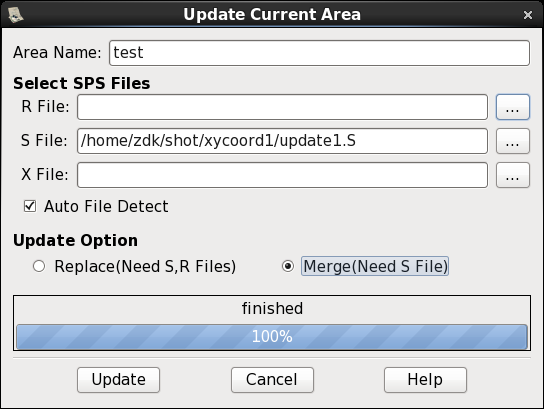 Update Current Area
Area Name: test
Select SPS Files
R File: ...
S File: /home/zdk/shot/xycoord1/update1.S ...
X File: ...
Auto File Detect
Update Option
Replace(Need S,R Files) Merge(Need S File)
finished
100%
Update Cancel Help